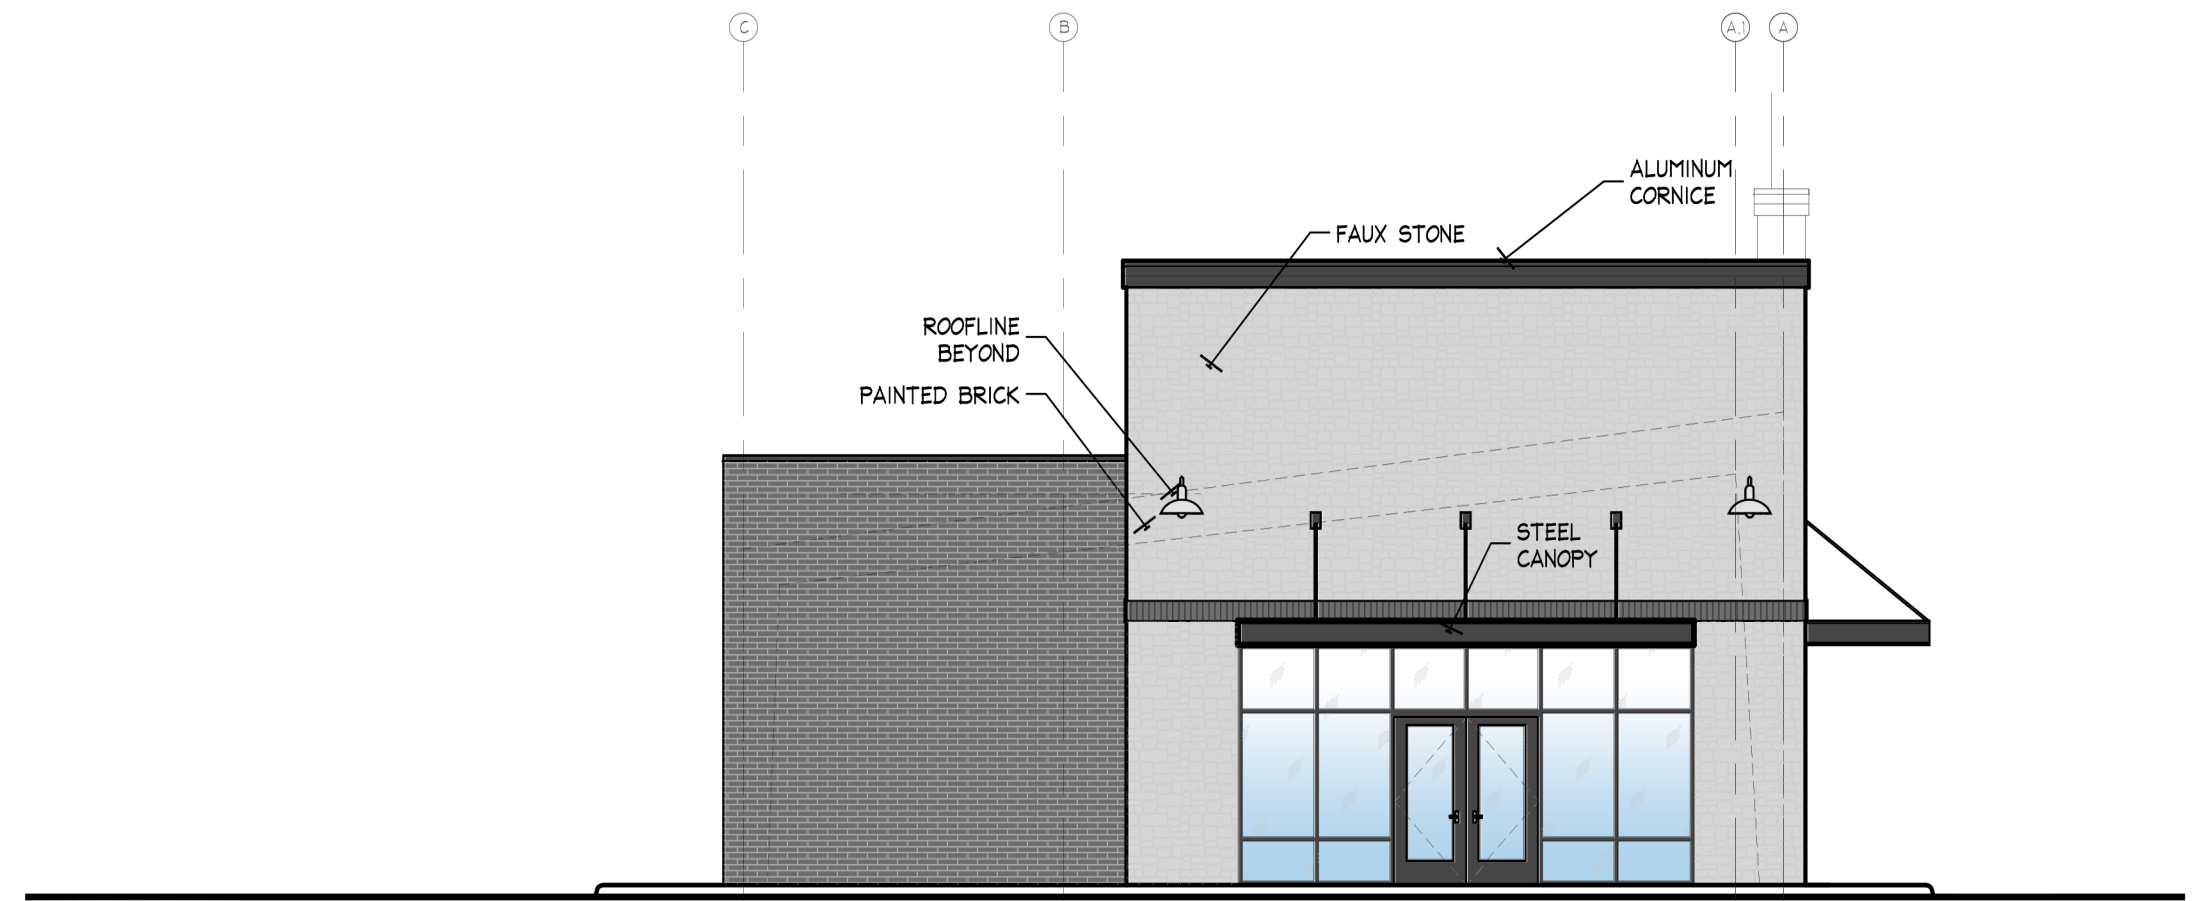 C
B
A.1
A
ALUMINUM
CORNICE
FAUX STONE
ROOFLINE
BEYOND
PAINTED BRICK
STEEL
CANOPY